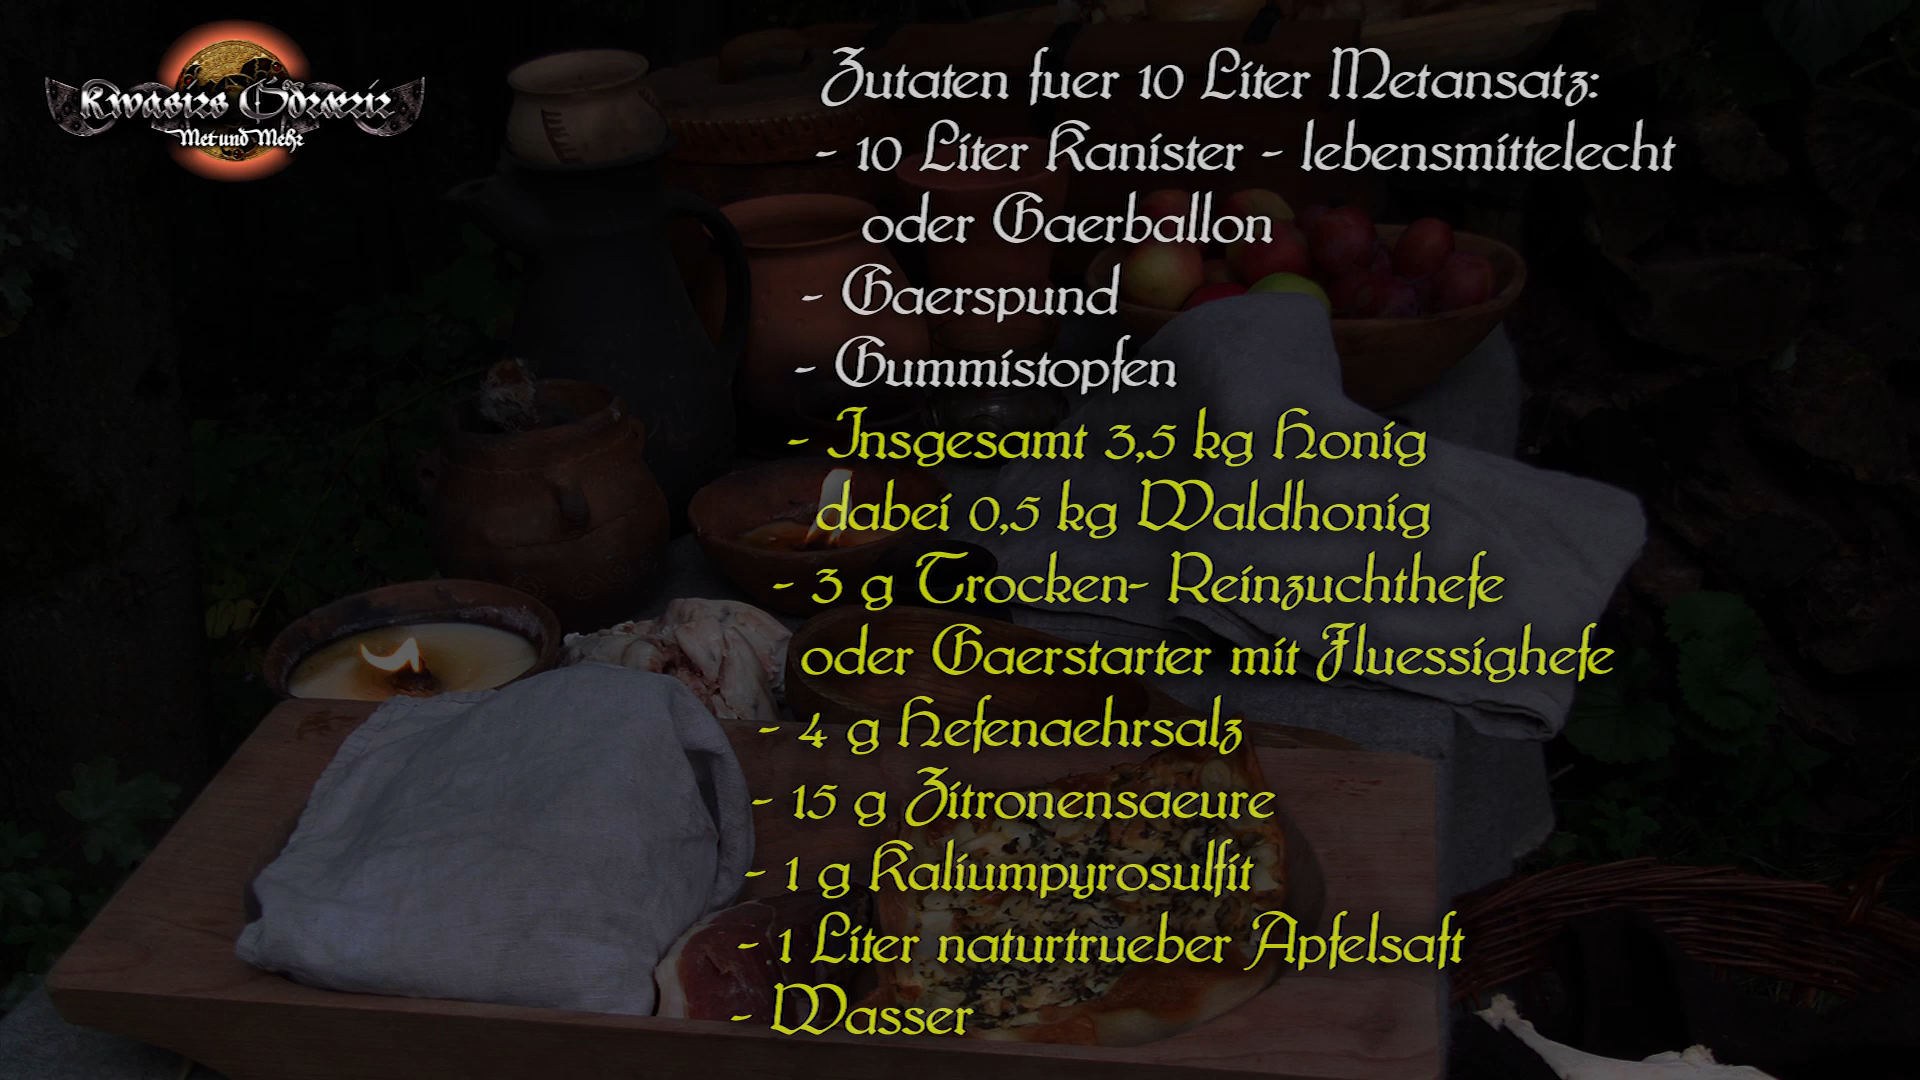 Kwasirs Gözærie
Met und Mehr
Zutaten fuer 10 Liter Metansatz:
- 10 Liter Kanister - lebensmittelecht
oder Gaerballon
- Gaerspund
- Gummistopfen
- Insgesamt 3,5 kg Honig
dabei 0,5 kg Waldhonig
- 3 g Trocken- Reinzuchthefe
oder Gaerstarter mit Fluessighefe
- 4 g Hefenaehrsalz
- 15 g Zitronensaeure
- 1 g Kaliumpyrosulfit
- 1 Liter naturtrueber Apfelsaft
- Wasser